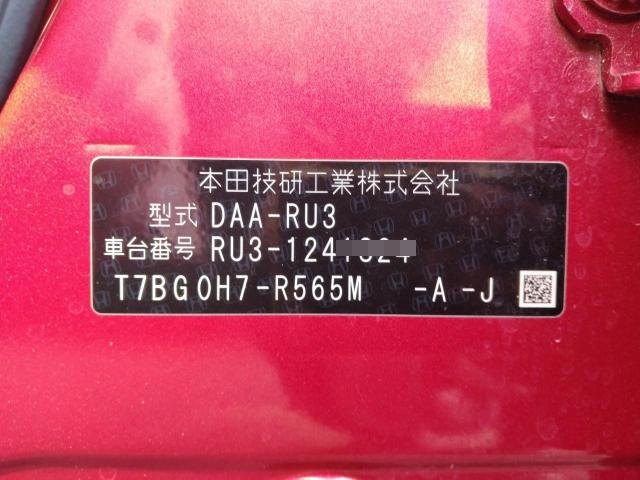 本田技研工業株式会社
型式 DAA-RU3
車台番号 RU3-124
T7BG0H7-R565M -A -J